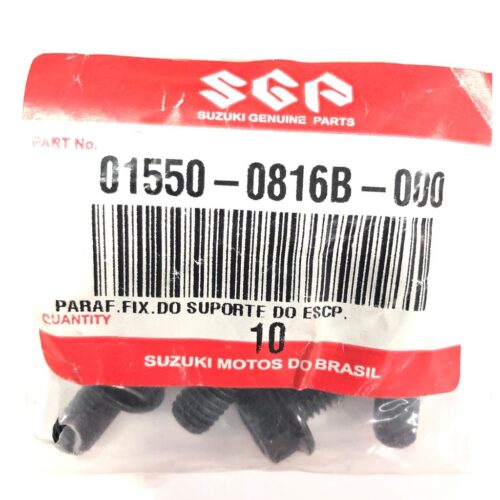 SGP
SUZUKI GENUINE PARTS
PART No.
01550-0816B-000
PARAF.FIX.DO SUPORTE DO ESCP.
QUANTITY
10
SUZUKI MOTOS DO BRASIL